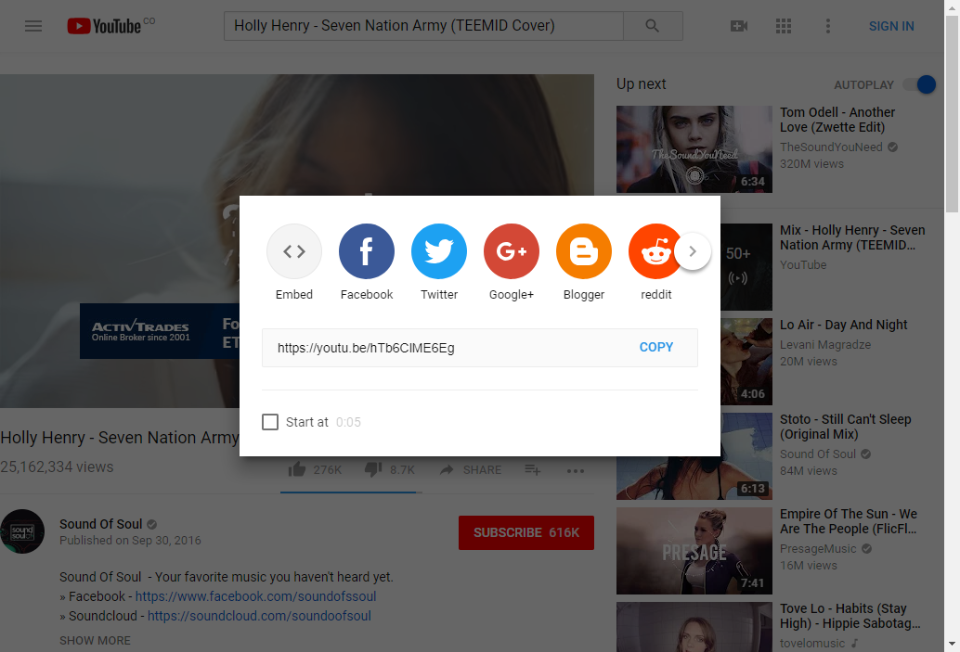 YouTube CO
Holly Henry - Seven Nation Army (TEEMID Cover)
SIGN IN
Up next
AUTOPLAY
TheSoundYouNeed
6:34
Tom Odell - Another
Love (Zwette Edit)
TheSoundYouNeed
320M views
50+
Mix - Holly Henry - Seven
Nation Army (TEEMID…
YouTube
4:06
Lo Air - Day And Night
Levani Magradze
20M views
6:13
Stoto - Still Can't Sleep
(Original Mix)
Sound Of Soul
84M views
PRESAGE
7:41
Empire Of The Sun - We
Are The People (FlicFl…
PresageMusic
16M views
Tove Lo - Habits (Stay
High) - Hippie Sabotag…
tovelomusic
Embed
Facebook
Twitter
G+
Google+
Blogger
reddit
https://youtu.be/hTb6ClME6Eg
COPY
Start at 0:05
ACTIVTRADES
Online Broker since 2001
Holly Henry - Seven Nation Army
25,162,334 views
276K
8.7K
SHARE
sound
of soul
Sound Of Soul
Published on Sep 30, 2016
SUBSCRIBE 616K
Sound Of Soul - Your favorite music you haven't heard yet.
» Facebook - https://www.facebook.com/soundofssoul
» Soundcloud - https://soundcloud.com/soundoofsoul
SHOW MORE